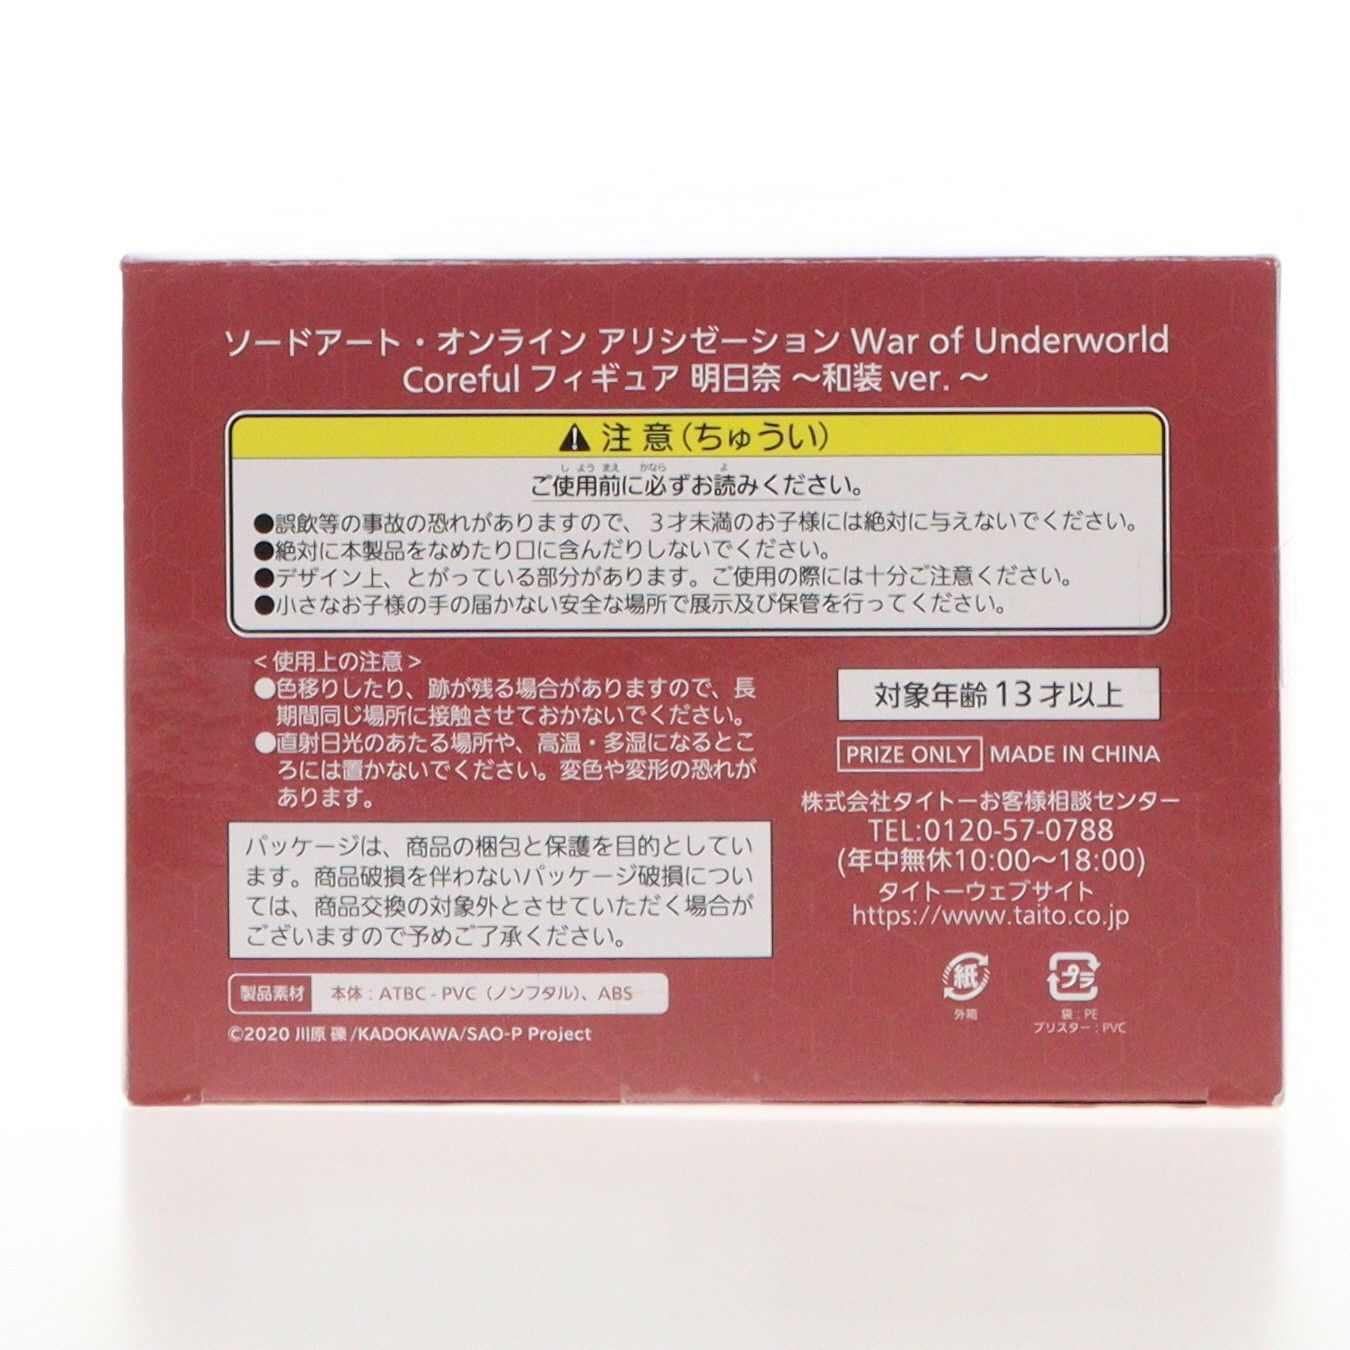 ソードアート・オンライン アリシゼーション War of Underworld
Coreful フィギュア 明日奈 ～和装 ver. ～
注 意 (ちゅうい)
ご使用前に必ずお読みください。
●誤飲等の事故の恐れがありますので、３才未満のお子様には絶対に与えないでください。
●絶対に本製品をなめたり口に含んだりしないでください。
●デザイン上、とがっている部分があります。ご使用の際には十分ご注意ください。
●小さなお子様の手の届かない安全な場所で展示及び保管を行ってください。
＜使用上の注意＞
●色移りしたり、跡が残る場合がありますので、長
期間同じ場所に接触させておかないでください。
●直射日光のあたる場所や、高温・多湿になるとこ
ろには置かないでください。変色や変形の恐れが
あります。
パッケージは、商品の梱包と保護を目的としてい
ます。商品破損を伴わないパッケージ破損につい
ては、商品交換の対象外とさせていただく場合が
ございますので予めご了承ください。
製品素材 本体：ATBC - PVC（ノンフタル）、ABS
©2020 川原 礫/KADOKAWA/SAO-P Project
対象年齢 13 才以上
PRIZE ONLY MADE IN CHINA
株式会社タイトーお客様相談センター
TEL:0120-57-0788
(年中無休10:00～18:00)
タイトーウェブサイト
https://www.taito.co.jp
紙
外箱
プラ
袋：PE
ブリスター：PVC